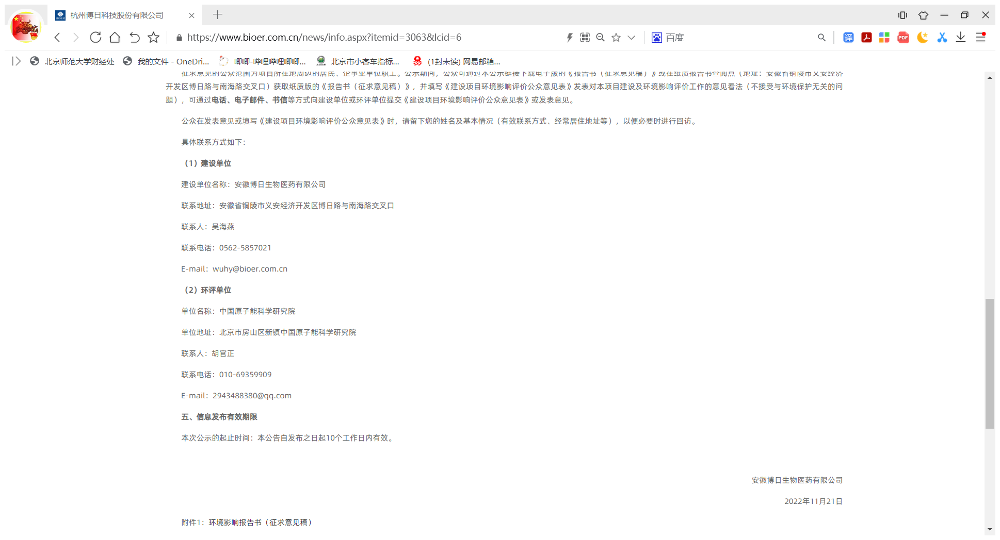 杭州博日科技股份有限公司
https://www.bioer.com.cn/news/info.aspx?itemid=3063&lcid=6
百度
译
PDF
北京师范大学财经处
我的文件 - OneDri...
唧唧-哔哩哔哩唧唧...
北京市小客车指标...
(1封未读) 网易邮箱...
征求意见的公众范围为项目所在地周边的居民、企事业单位职工。公示期间，公众可通过本公示链接下载电子版的《报告书（征求意见稿）》或在纸质报告书查阅点（地址：安徽省铜陵市义安经济
开发区博日路与南海路交叉口）获取纸质版的《报告书（征求意见稿）》，并填写《建设项目环境影响评价公众意见表》发表对本项目建设及环境影响评价工作的意见看法（不接受与环境保护无关的问
题），可通过电话、电子邮件、书信等方式向建设单位或环评单位提交《建设项目环境影响评价公众意见表》或发表意见。
公众在发表意见或填写《建设项目环境影响评价公众意见表》时，请留下您的姓名及基本情况（有效联系方式、经常居住地址等），以便必要时进行回访。
具体联系方式如下：
（1）建设单位
建设单位名称：安徽博日生物医药有限公司
联系地址：安徽省铜陵市义安经济开发区博日路与南海路交叉口
联系人：吴海燕
联系电话：0562-5857021
E-mail：wuhy@bioer.com.cn
（2）环评单位
单位名称：中国原子能科学研究院
单位地址：北京市房山区新镇中国原子能科学研究院
联系人：胡官正
联系电话：010-69359909
E-mail：2943488380@qq.com
五、信息发布有效期限
本次公示的起止时间：本公告自发布之日起10个工作日内有效。
安徽博日生物医药有限公司
2022年11月21日
附件1：环境影响报告书（征求意见稿）